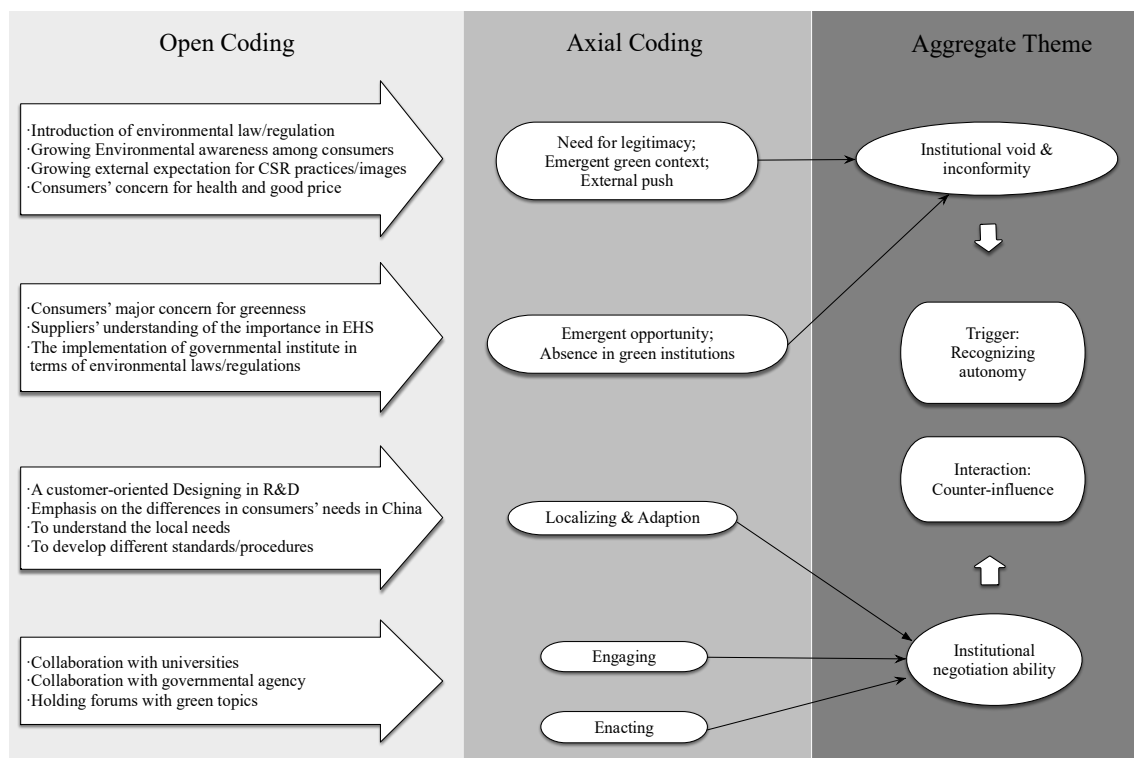 Open Coding
Axial Coding
Aggregate Theme
·Introduction of environmental law/regulation
·Growing Environmental awareness among consumers
·Growing external expectation for CSR practices/images
·Consumers’ concern for health and good price
Need for legitimacy;
Emergent green context;
External push
Institutional void &
inconformity
·Consumers’ major concern for greenness
·Suppliers’ understanding of the importance in EHS
·The implementation of governmental institute in
terms of environmental laws/regulations
Emergent opportunity;
Absence in green institutions
Trigger:
Recognizing
autonomy
Interaction:
Counter-influence
·A customer-oriented Designing in R&D
·Emphasis on the differences in consumers’ needs in China
·To understand the local needs
·To develop different standards/procedures
Localizing & Adaption
·Collaboration with universities
·Collaboration with governmental agency
·Holding forums with green topics
Engaging
Enacting
Institutional
negotiation ability